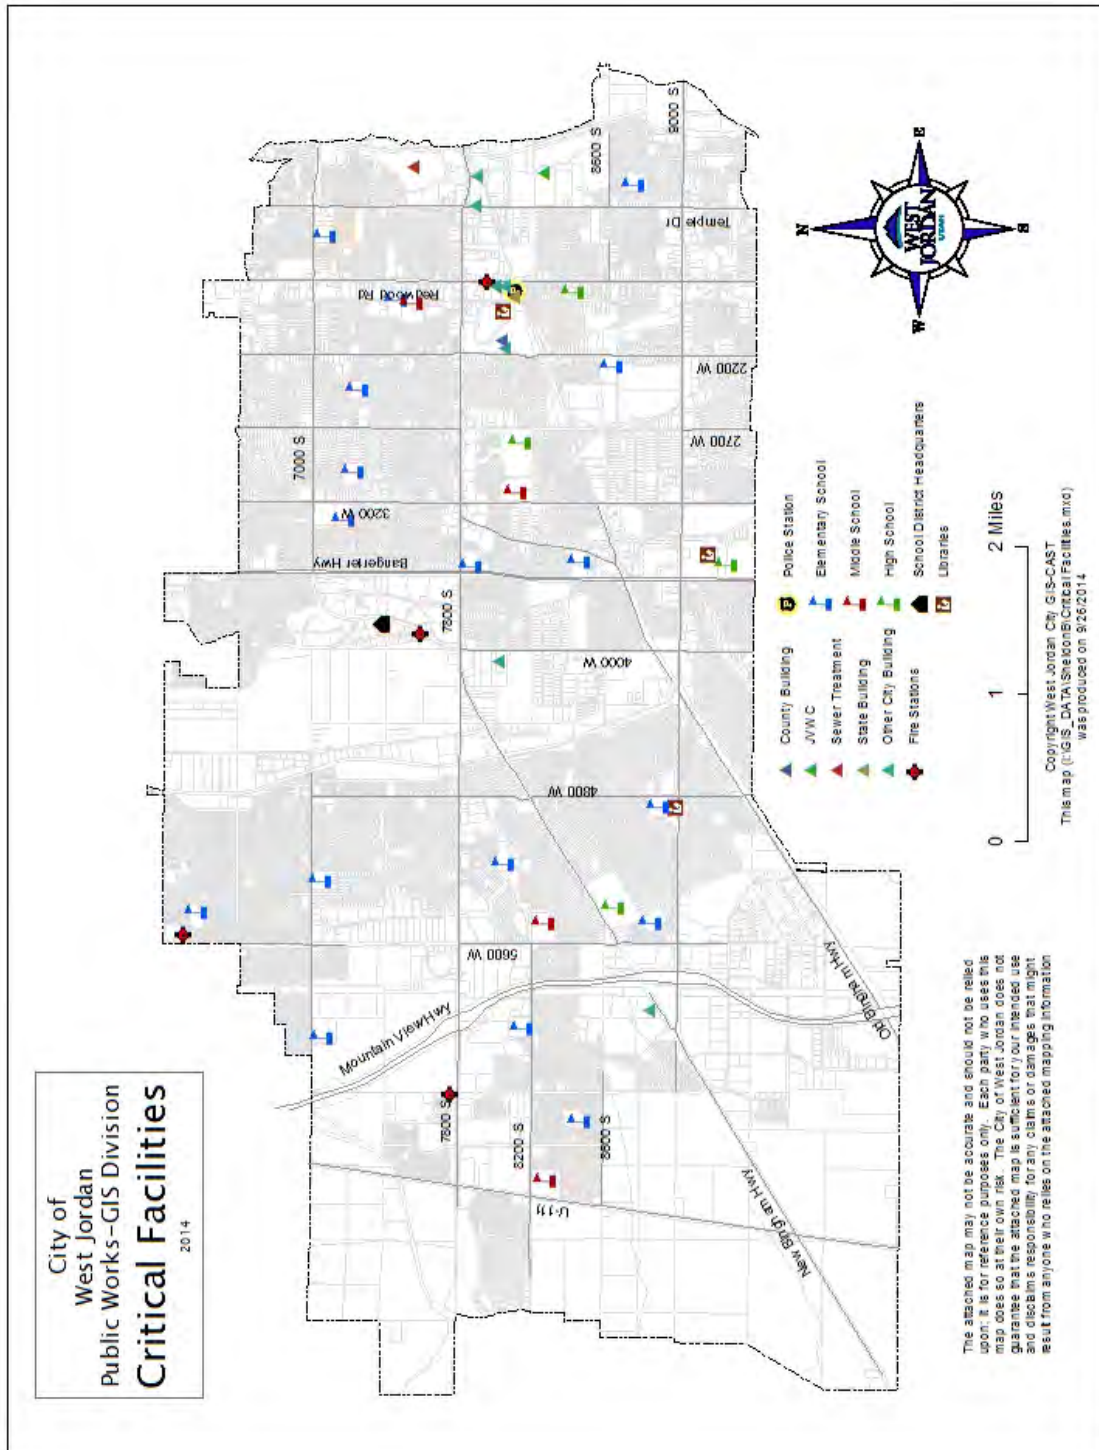 City of
West Jordan
Public Works-GIS Division
Critical Facilities
2014
7000 S
Redwood Rd
Temple Dr
8600 S
9000 S
2200 W
2700 W
3200 W
Bangerter Hwy
7800 S
4000 W
4800 W
5600 W
Mountain View Hwy
Old Bingham Hwy
7800 S
8200 S
8600 S
U-111
New Bingham Hwy
N
E
S
W
WEST
JORDAN
UTAH
County Building
JVWC
Sewer Treatment
State Building
Other City Building
Fire Stations
Police Station
Elementary School
Middle School
High School
School District Headquarters
Libraries
0 1 2 Miles
Copyright West Jordan City GIS-CAST
This map (I:\GIS_DATA\SheldonB\Critical Facilities.mxd)
was produced on 9/26/2014
The attached map may not be accurate and should not be relied
upon; it is for reference purposes only. Each party who uses this
map does so at their own risk. The City of West Jordan does not
guarantee that the attached map is sufficient for your intended use
and disclaims responsibility for any claims or damages that might
result from anyone who relies on the attached mapping information